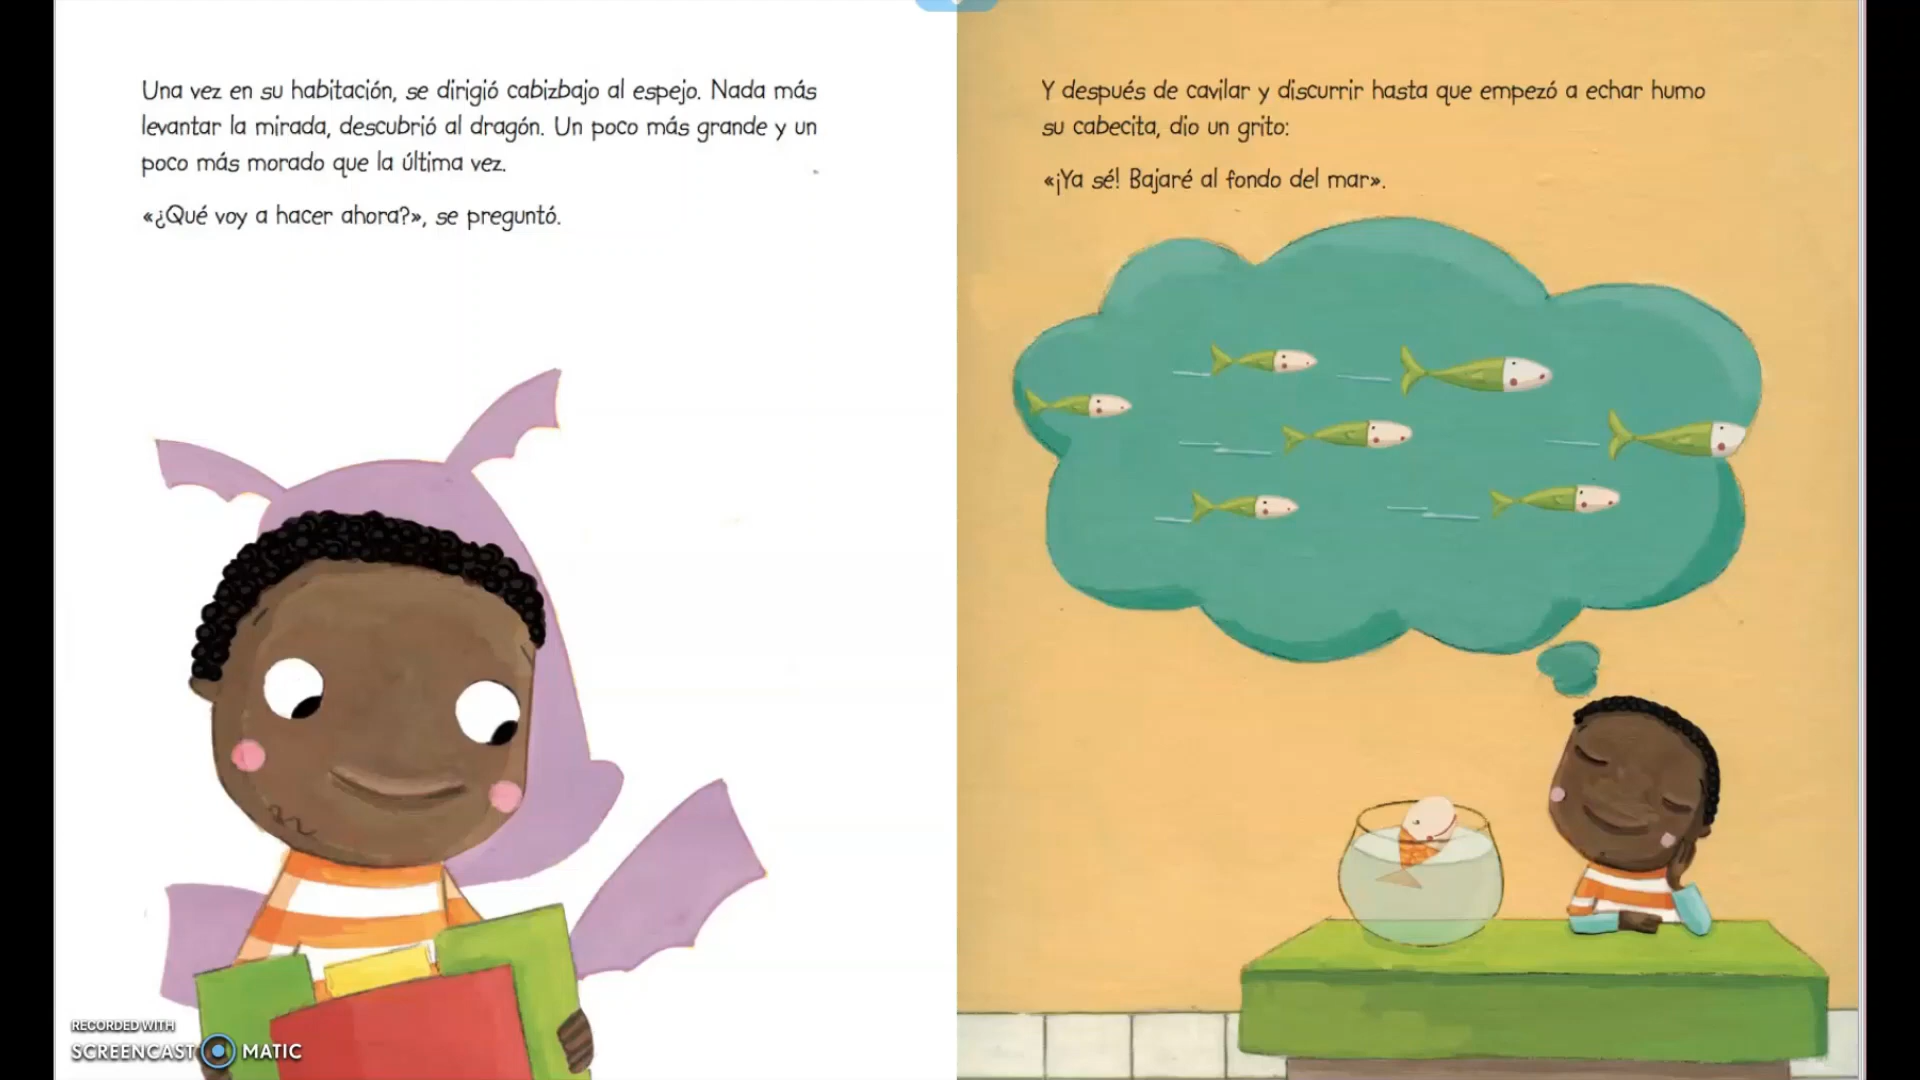 Una vez en su habitación, se dirigió cabizbajo al espejo. Nada más
levantar la mirada, descubrió al dragón. Un poco más grande y un
poco más morado que la última vez.
«¿Qué voy a hacer ahora?», se preguntó.
Y después de cavilar y discurrir hasta que empezó a echar humo
su cabecita, dio un grito:
«¡Ya sé! Bajaré al fondo del mar».
RECORDED WITH
SCREENCAST MATIC